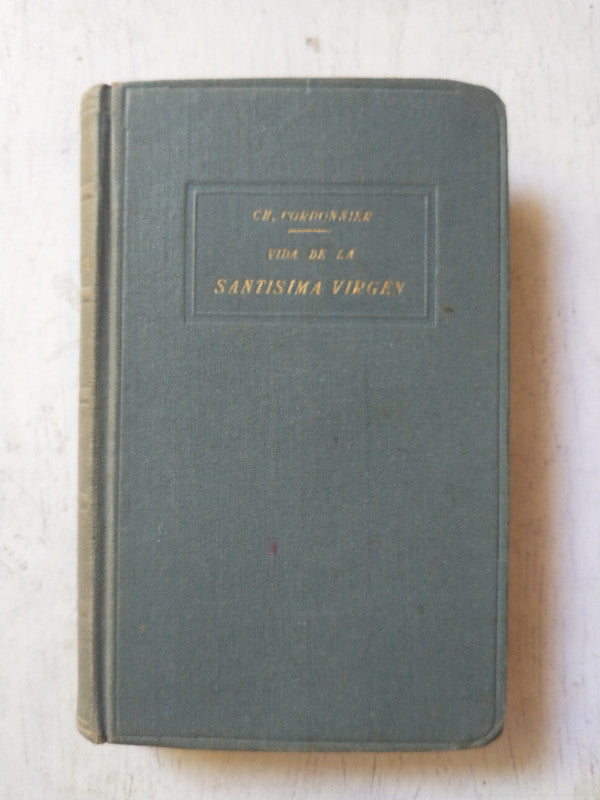 CH. CORDONNIER
VIDA DE LA
SANTISIMA VIRGEN